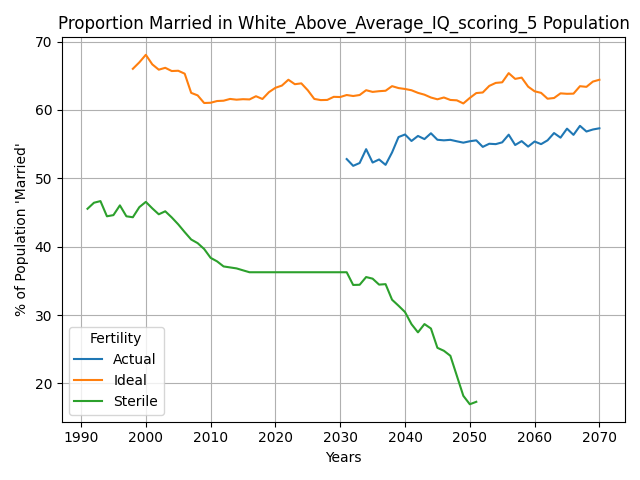 Proportion Married in White_Above_Average_IQ_scoring_5 Population
% of Population 'Married'
70
60
50
40
30
20
Fertility
Actual
Ideal
Sterile
1990 2000 2010 2020 2030 2040 2050 2060 2070
Years